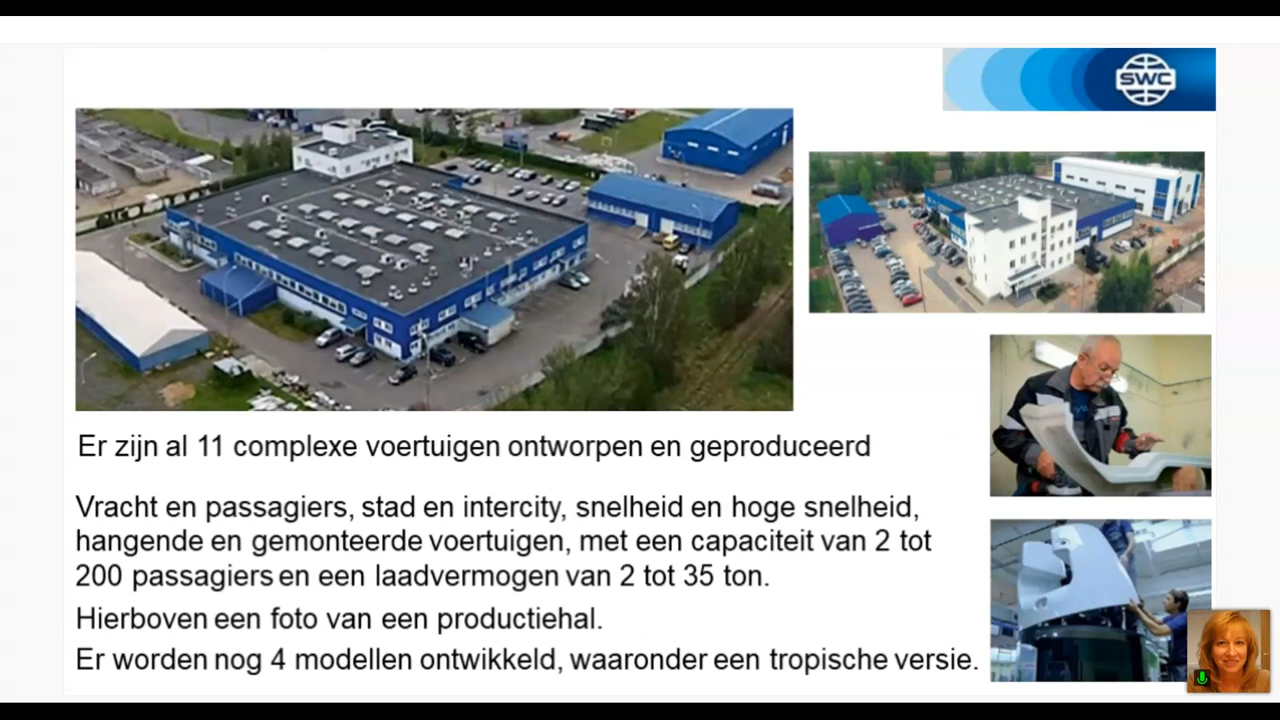 SWC
Er zijn al 11 complexe voertuigen ontworpen en geproduceerd
Vracht en passagiers, stad en intercity, snelheid en hoge snelheid,
hangende en gemonteerde voertuigen, met een capaciteit van 2 tot
200 passagiers en een laadvermogen van 2 tot 35 ton.
Hierboven een foto van een productiehal.
Er worden nog 4 modellen ontwikkeld, waaronder een tropische versie.